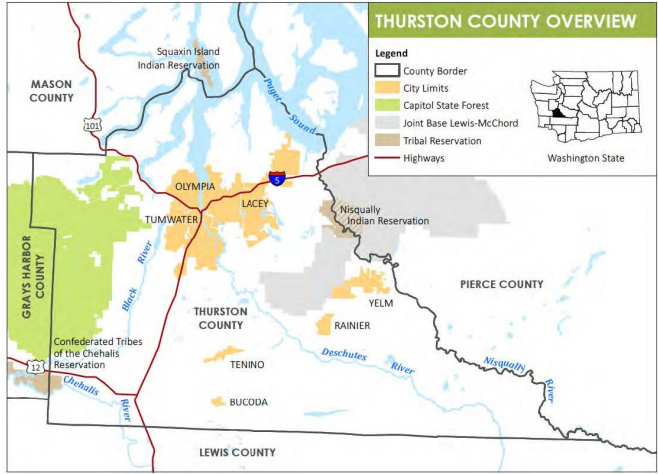 THURSTON COUNTY OVERVIEW
Legend
County Border
City Limits
Capitol State Forest
Joint Base Lewis-McChord
Tribal Reservation
Highways
Washington State
Squaxin Island
Indian Reservation
MASON
COUNTY
Puget
Sound
101
5
OLYMPIA
LACEY
TUMWATER
Nisqually
Indian Reservation
GRAYS HARBOR
COUNTY
Black
River
PIERCE COUNTY
YELM
THURSTON
COUNTY
RAINIER
Confederated Tribes
of the Chehalis
Reservation
Deschutes
River
Nisqually
River
12
TENINO
Chehalis
River
BUCODA
LEWIS COUNTY